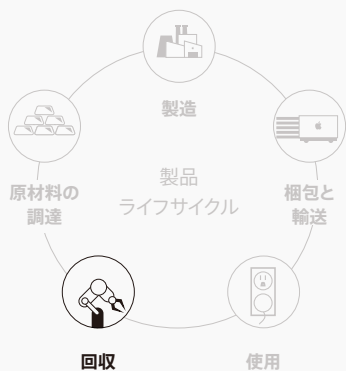 製造
原材料の
調達
製品
ライフサイクル
梱包と
輸送
回収
使用